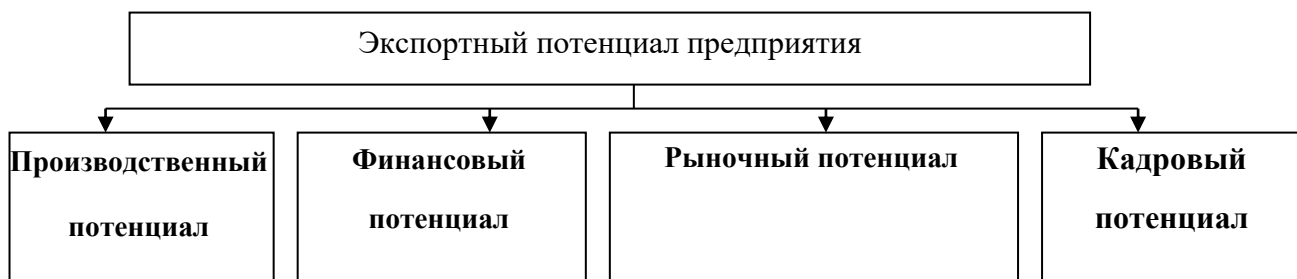 Экспортный потенциал предприятия
Производственный
потенциал
Финансовый
потенциал
Рыночный потенциал
Кадровый
потенциал